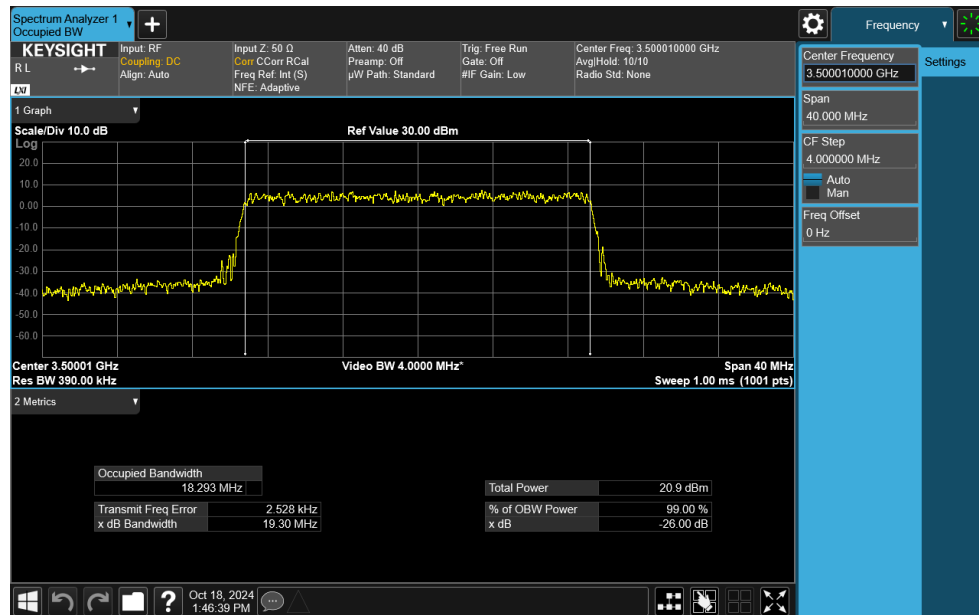 Spectrum Analyzer 1
Occupied BW
Frequency
KEYSIGHT
R L
LXI
Input: RF
Coupling: DC
Align: Auto
Input Z: 50 Ω
Corr CCorr RCal
Freq Ref: Int (S)
NFE: Adaptive
Atten: 40 dB
Preamp: Off
µW Path: Standard
Trig: Free Run
Gate: Off
#IF Gain: Low
Center Freq: 3.500010000 GHz
Avg|Hold: 10/10
Radio Std: None
Center Frequency
3.500010000 GHz
Settings
Span
40.000 MHz
CF Step
4.000000 MHz
Auto
Man
Freq Offset
0 Hz
1 Graph
Scale/Div 10.0 dB
Ref Value 30.00 dBm
Log
20.0
10.0
0.00
-10.0
-20.0
-30.0
-40.0
-50.0
-60.0
Center 3.50001 GHz
Video BW 4.0000 MHz*
Span 40 MHz
Res BW 390.00 kHz
Sweep 1.00 ms (1001 pts)
2 Metrics
Occupied Bandwidth
18.293 MHz
Total Power 20.9 dBm
Transmit Freq Error 2.528 kHz
% of OBW Power 99.00 %
x dB Bandwidth 19.30 MHz
x dB -26.00 dB
?
Oct 18, 2024
1:46:39 PM